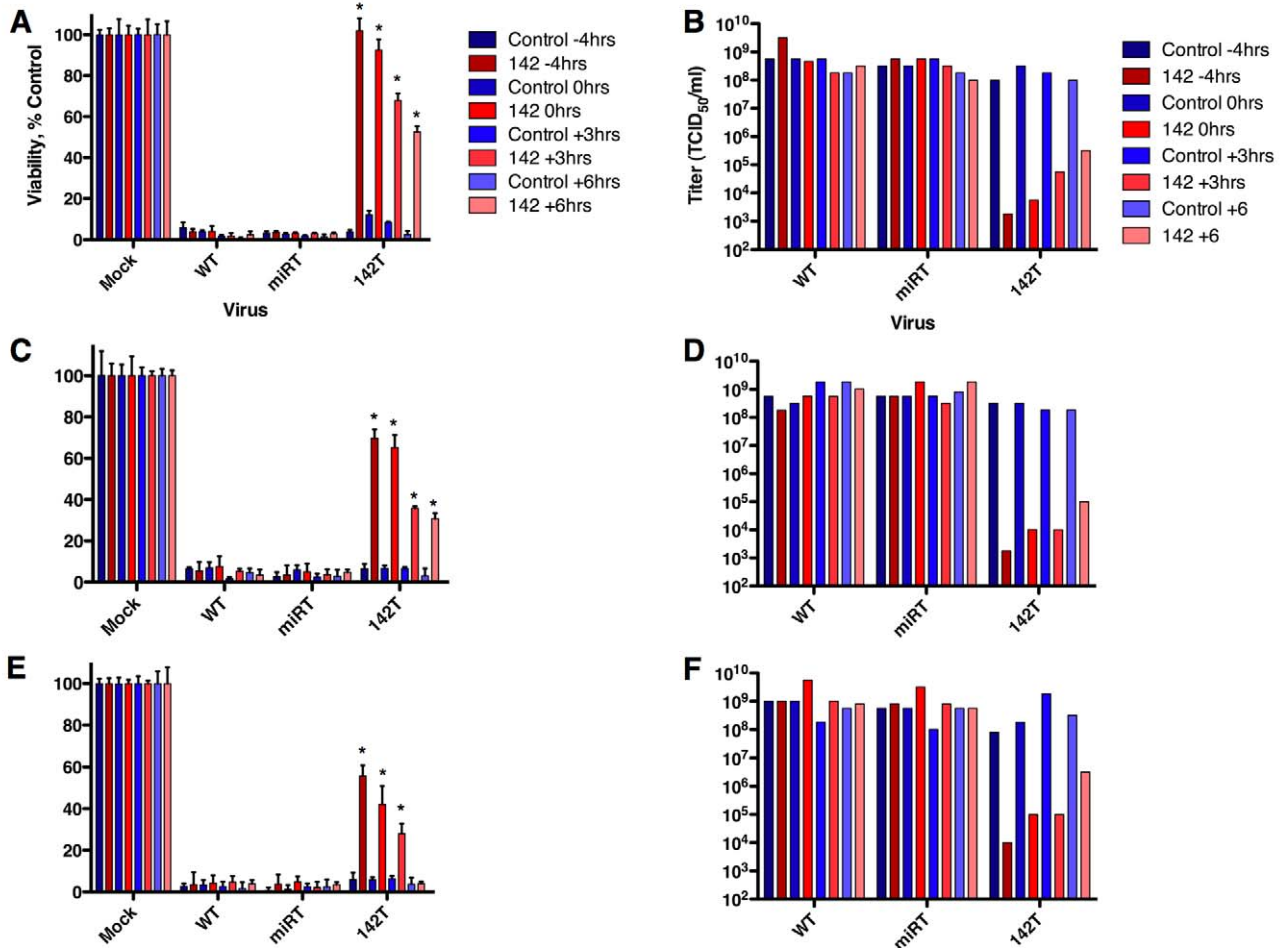 A
Viability, % Control
100
80
60
40
20
0
* * * *
Mock WT miRT 142T
Virus
Control -4hrs
142 -4hrs
Control 0hrs
142 0hrs
Control +3hrs
142 +3hrs
Control +6hrs
142 +6hrs
B
Titer (TCID50/ml)
10^10
10^9
10^8
10^7
10^6
10^5
10^4
10^3
10^2
WT miRT 142T
Virus
Control -4hrs
142 -4hrs
Control 0hrs
142 0hrs
Control +3hrs
142 +3hrs
Control +6
142 +6
C
100
80
60
40
20
0
* * * *
Mock WT miRT 142T
D
10^10
10^9
10^8
10^7
10^6
10^5
10^4
10^3
10^2
WT miRT 142T
E
100
80
60
40
20
0
* * *
Mock WT miRT 142T
F
10^10
10^9
10^8
10^7
10^6
10^5
10^4
10^3
10^2
WT miRT 142T